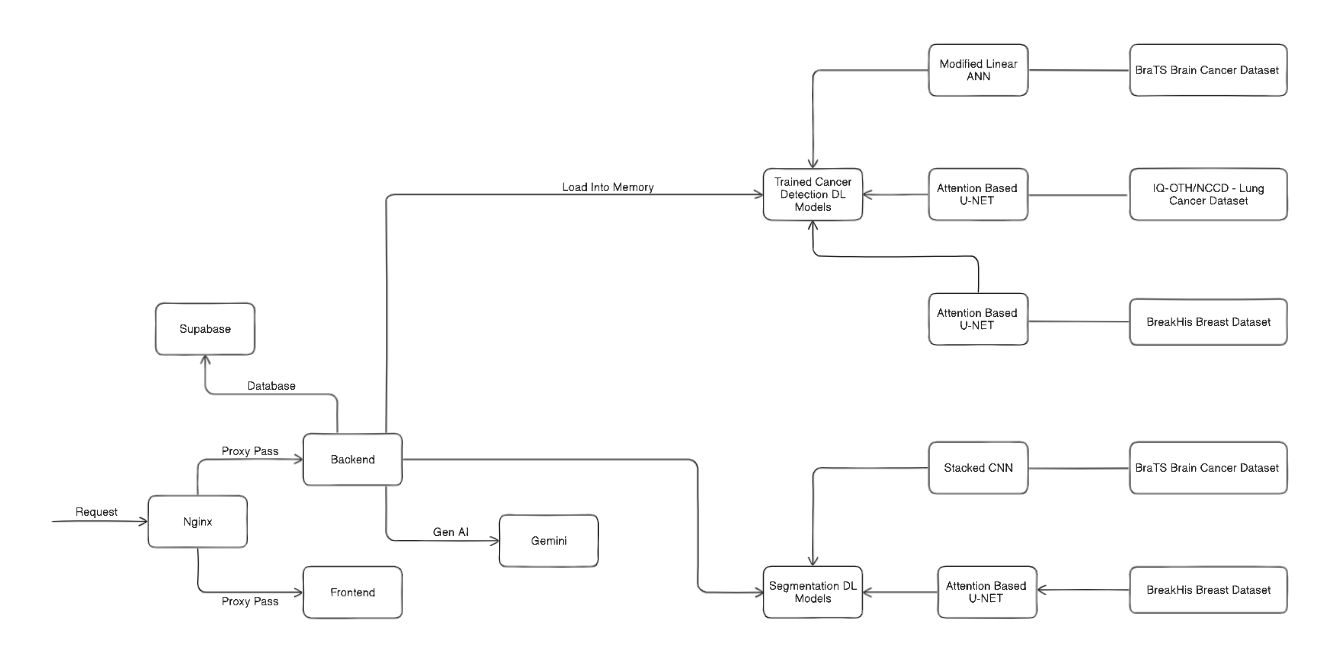 Modified Linear
ANN
BraTS Brain Cancer Dataset
Load Into Memory
Trained Cancer
Detection DL
Models
Attention Based
U-NET
IQ-OTH/NCCD - Lung
Cancer Dataset
Attention Based
U-NET
BreakHis Breast Dataset
Supabase
Database
Proxy Pass
Backend
Stacked CNN
BraTS Brain Cancer Dataset
Request
Nginx
Gen AI
Gemini
Proxy Pass
Frontend
Segmentation DL
Models
Attention Based
U-NET
BreakHis Breast Dataset